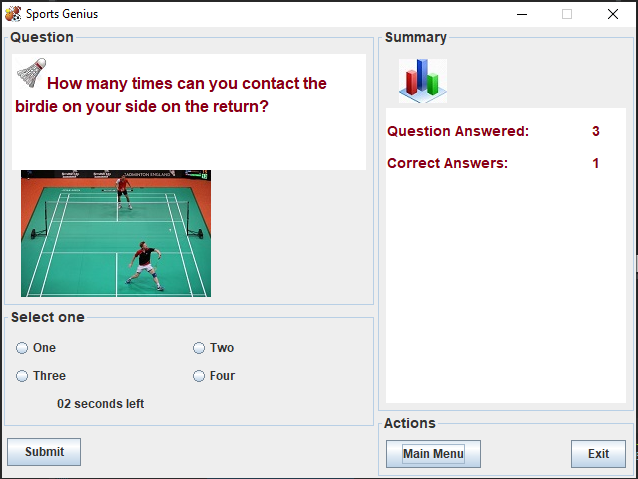 Sports Genius
Question
How many times can you contact the
birdie on your side on the return?
BADMINTON ENGLAND
Select one
One
Two
Three
Four
02 seconds left
Submit
Summary
Question Answered: 3
Correct Answers: 1
Actions
Main Menu
Exit